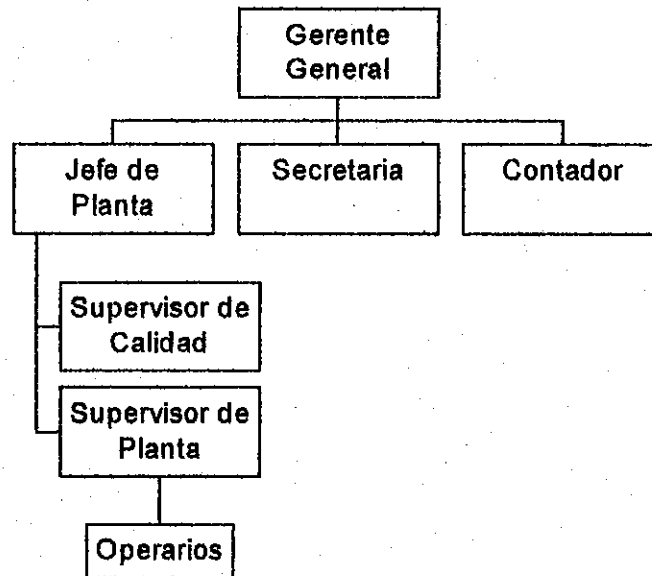 Gerente
General
Jefe de
Planta
Secretaria
Contador
Supervisor de
Calidad
Supervisor de
Planta
Operarios